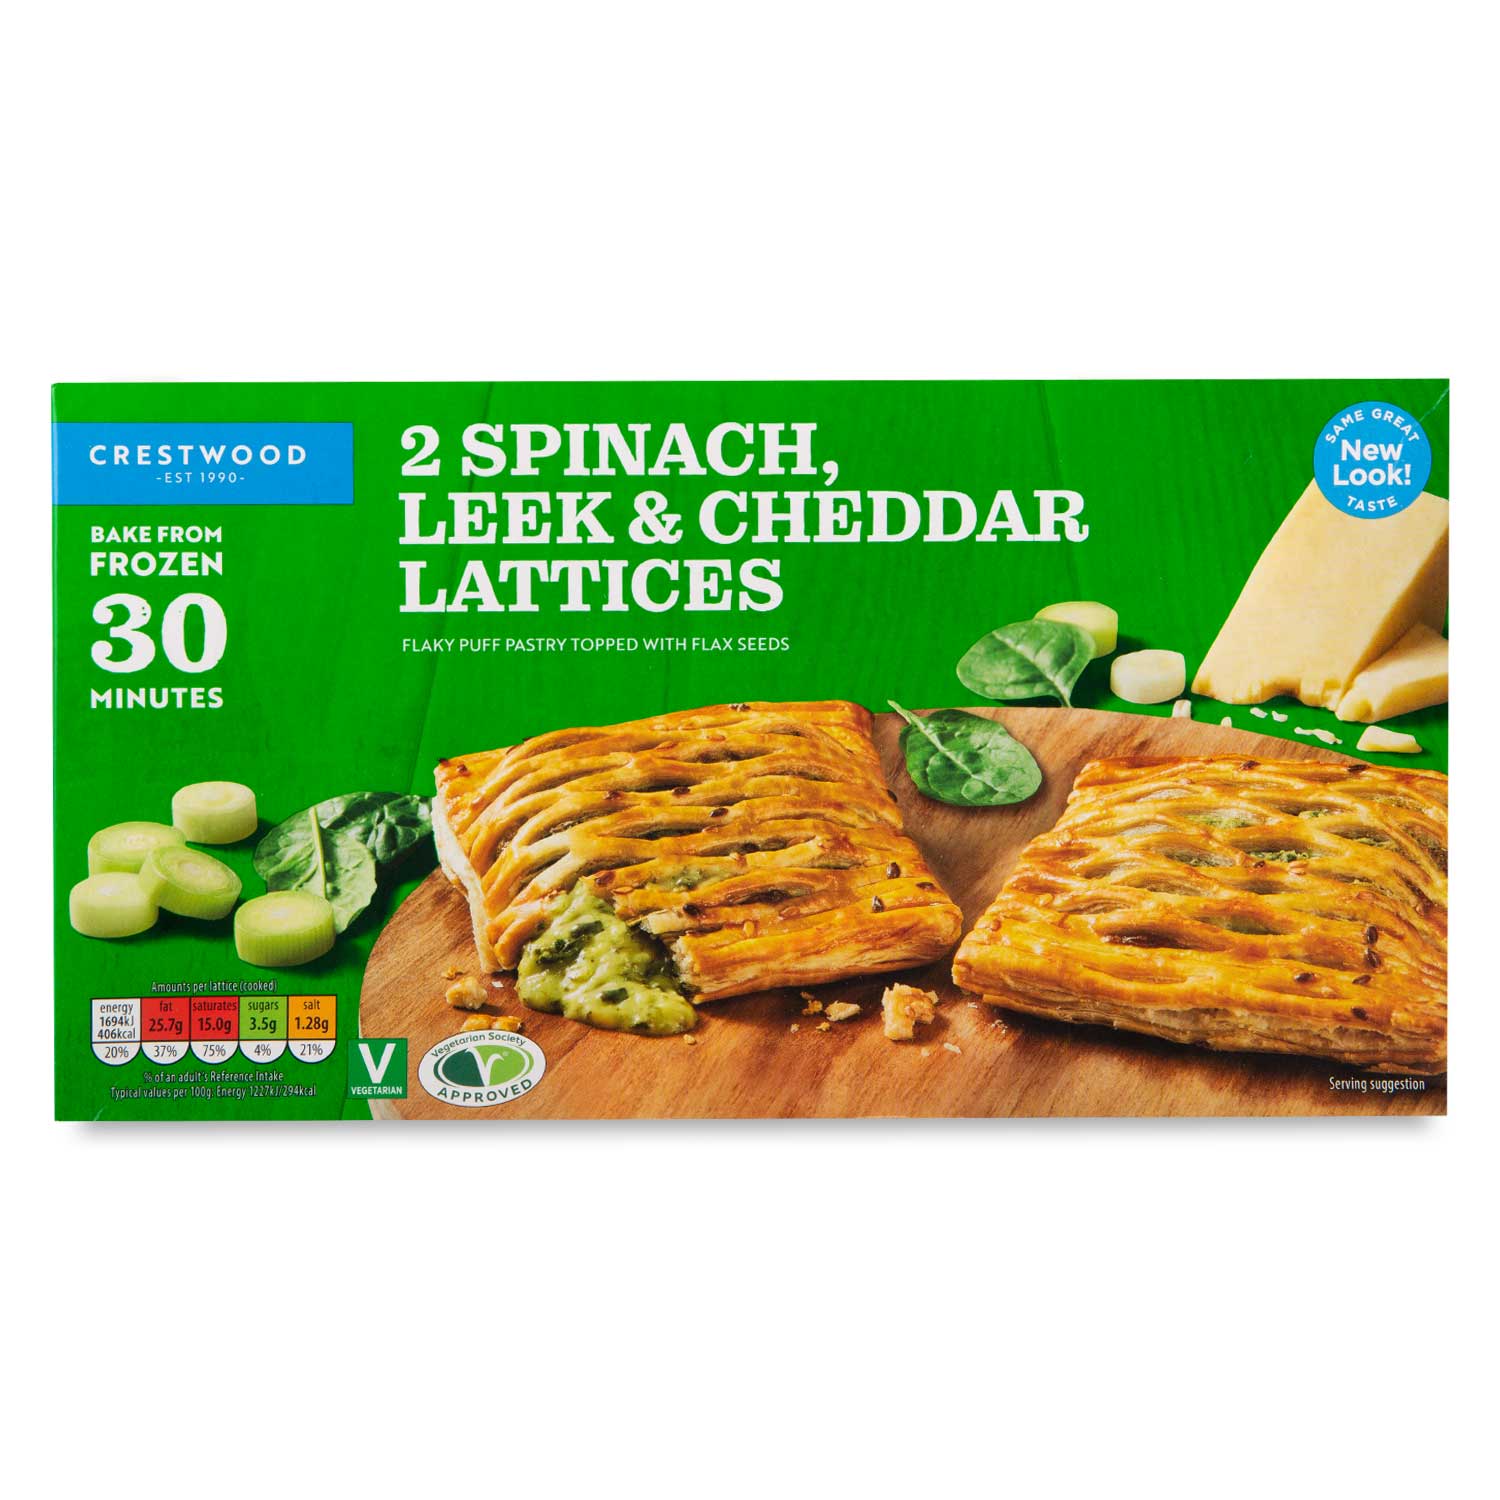 CRESTWOOD
-EST 1990-
BAKE FROM
FROZEN
30
MINUTES
2 SPINACH,
LEEK & CHEDDAR
LATTICES
FLAKY PUFF PASTRY TOPPED WITH FLAX SEEDS
SAME GREAT
New
Look!
TASTE
Amounts per lattice (cooked)
energy fat saturates sugars salt
1694kJ
406kcal 25.7g 15.0g 3.5g 1.28g
20% 37% 75% 4% 21%
% of an adult's Reference Intake
Typical values per 100g: Energy 1227kJ/294kcal
V
VEGETARIAN
Vegetarian Society
V
APPROVED
Serving suggestion